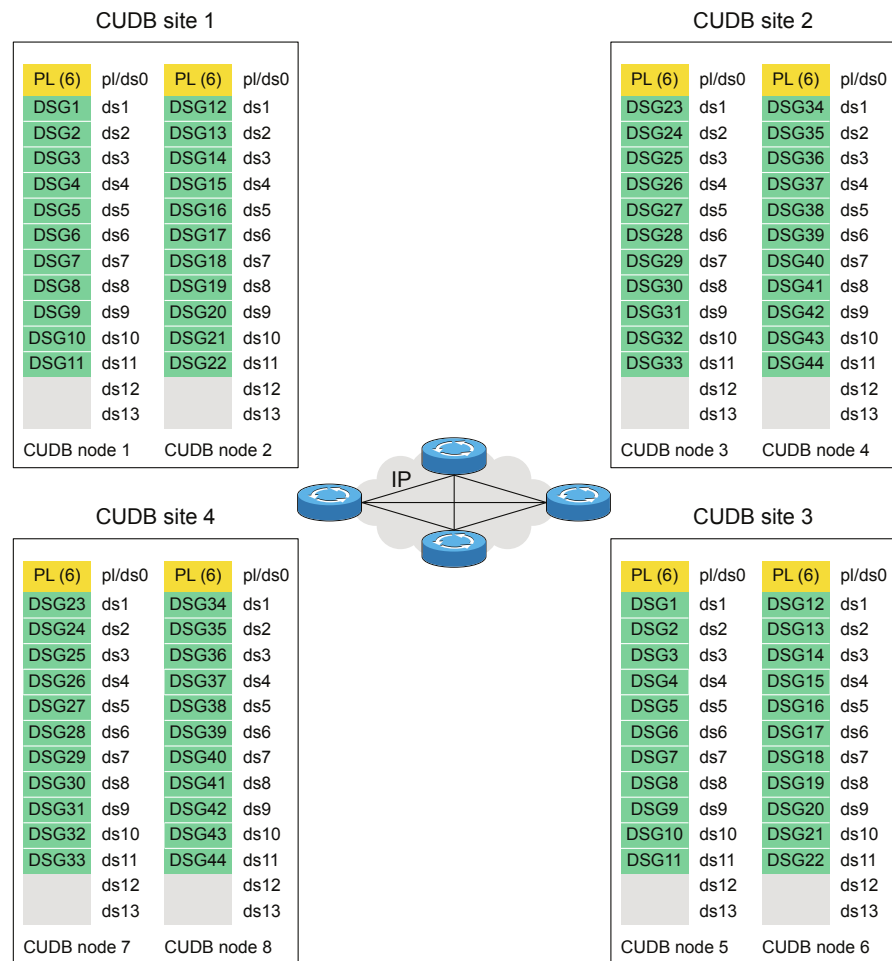 CUDB site 1
PL (6) pl/ds0 PL (6) pl/ds0
DSG1 ds1 DSG12 ds1
DSG2 ds2 DSG13 ds2
DSG3 ds3 DSG14 ds3
DSG4 ds4 DSG15 ds4
DSG5 ds5 DSG16 ds5
DSG6 ds6 DSG17 ds6
DSG7 ds7 DSG18 ds7
DSG8 ds8 DSG19 ds8
DSG9 ds9 DSG20 ds9
DSG10 ds10 DSG21 ds10
DSG11 ds11 DSG22 ds11
ds12 ds12
ds13 ds13
CUDB node 1 CUDB node 2
CUDB site 2
PL (6) pl/ds0 PL (6) pl/ds0
DSG23 ds1 DSG34 ds1
DSG24 ds2 DSG35 ds2
DSG25 ds3 DSG36 ds3
DSG26 ds4 DSG37 ds4
DSG27 ds5 DSG38 ds5
DSG28 ds6 DSG39 ds6
DSG29 ds7 DSG40 ds7
DSG30 ds8 DSG41 ds8
DSG31 ds9 DSG42 ds9
DSG32 ds10 DSG43 ds10
DSG33 ds11 DSG44 ds11
ds12 ds12
ds13 ds13
CUDB node 3 CUDB node 4
IP
CUDB site 4
PL (6) pl/ds0 PL (6) pl/ds0
DSG23 ds1 DSG34 ds1
DSG24 ds2 DSG35 ds2
DSG25 ds3 DSG36 ds3
DSG26 ds4 DSG37 ds4
DSG27 ds5 DSG38 ds5
DSG28 ds6 DSG39 ds6
DSG29 ds7 DSG40 ds7
DSG30 ds8 DSG41 ds8
DSG31 ds9 DSG42 ds9
DSG32 ds10 DSG43 ds10
DSG33 ds11 DSG44 ds11
ds12 ds12
ds13 ds13
CUDB node 7 CUDB node 8
CUDB site 3
PL (6) pl/ds0 PL (6) pl/ds0
DSG1 ds1 DSG12 ds1
DSG2 ds2 DSG13 ds2
DSG3 ds3 DSG14 ds3
DSG4 ds4 DSG15 ds4
DSG5 ds5 DSG16 ds5
DSG6 ds6 DSG17 ds6
DSG7 ds7 DSG18 ds7
DSG8 ds8 DSG19 ds8
DSG9 ds9 DSG20 ds9
DSG10 ds10 DSG21 ds10
DSG11 ds11 DSG22 ds11
ds12 ds12
ds13 ds13
CUDB node 5 CUDB node 6